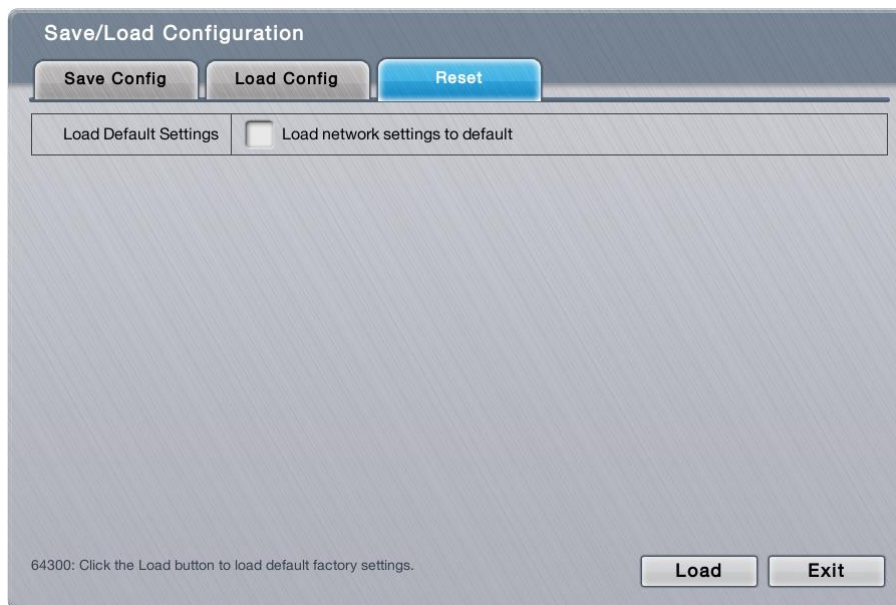 Save/Load Configuration
Save Config
Load Config
Reset
Load Default Settings
Load network settings to default
64300: Click the Load button to load default factory settings.
Load
Exit